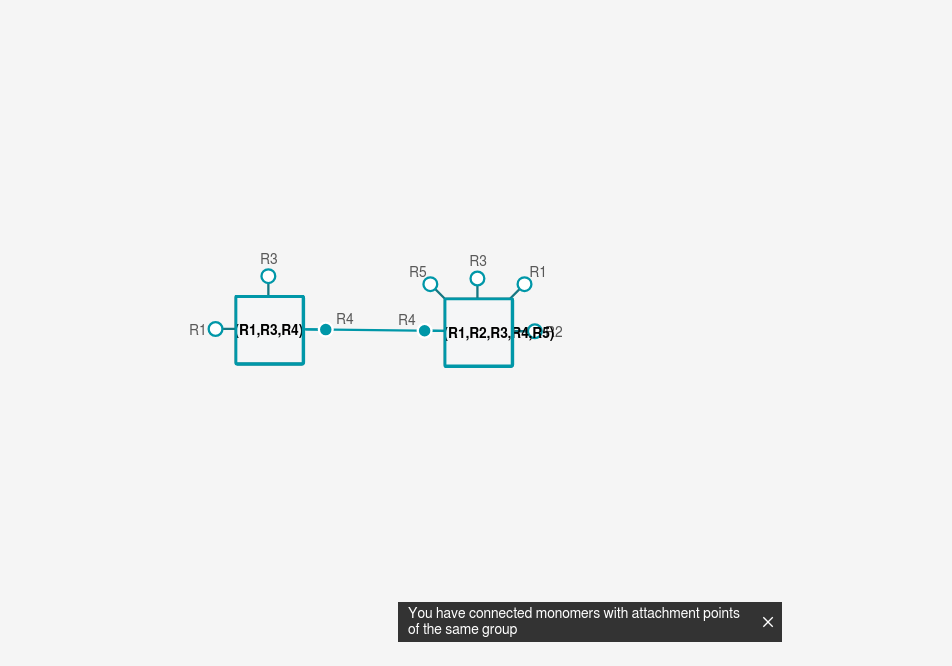 R3
R3
R5
R1
R4
R4
R1
(R1,R3,R4)
(R1,R2,R3,R4,R5)
R2
You have connected monomers with attachment points
of the same group